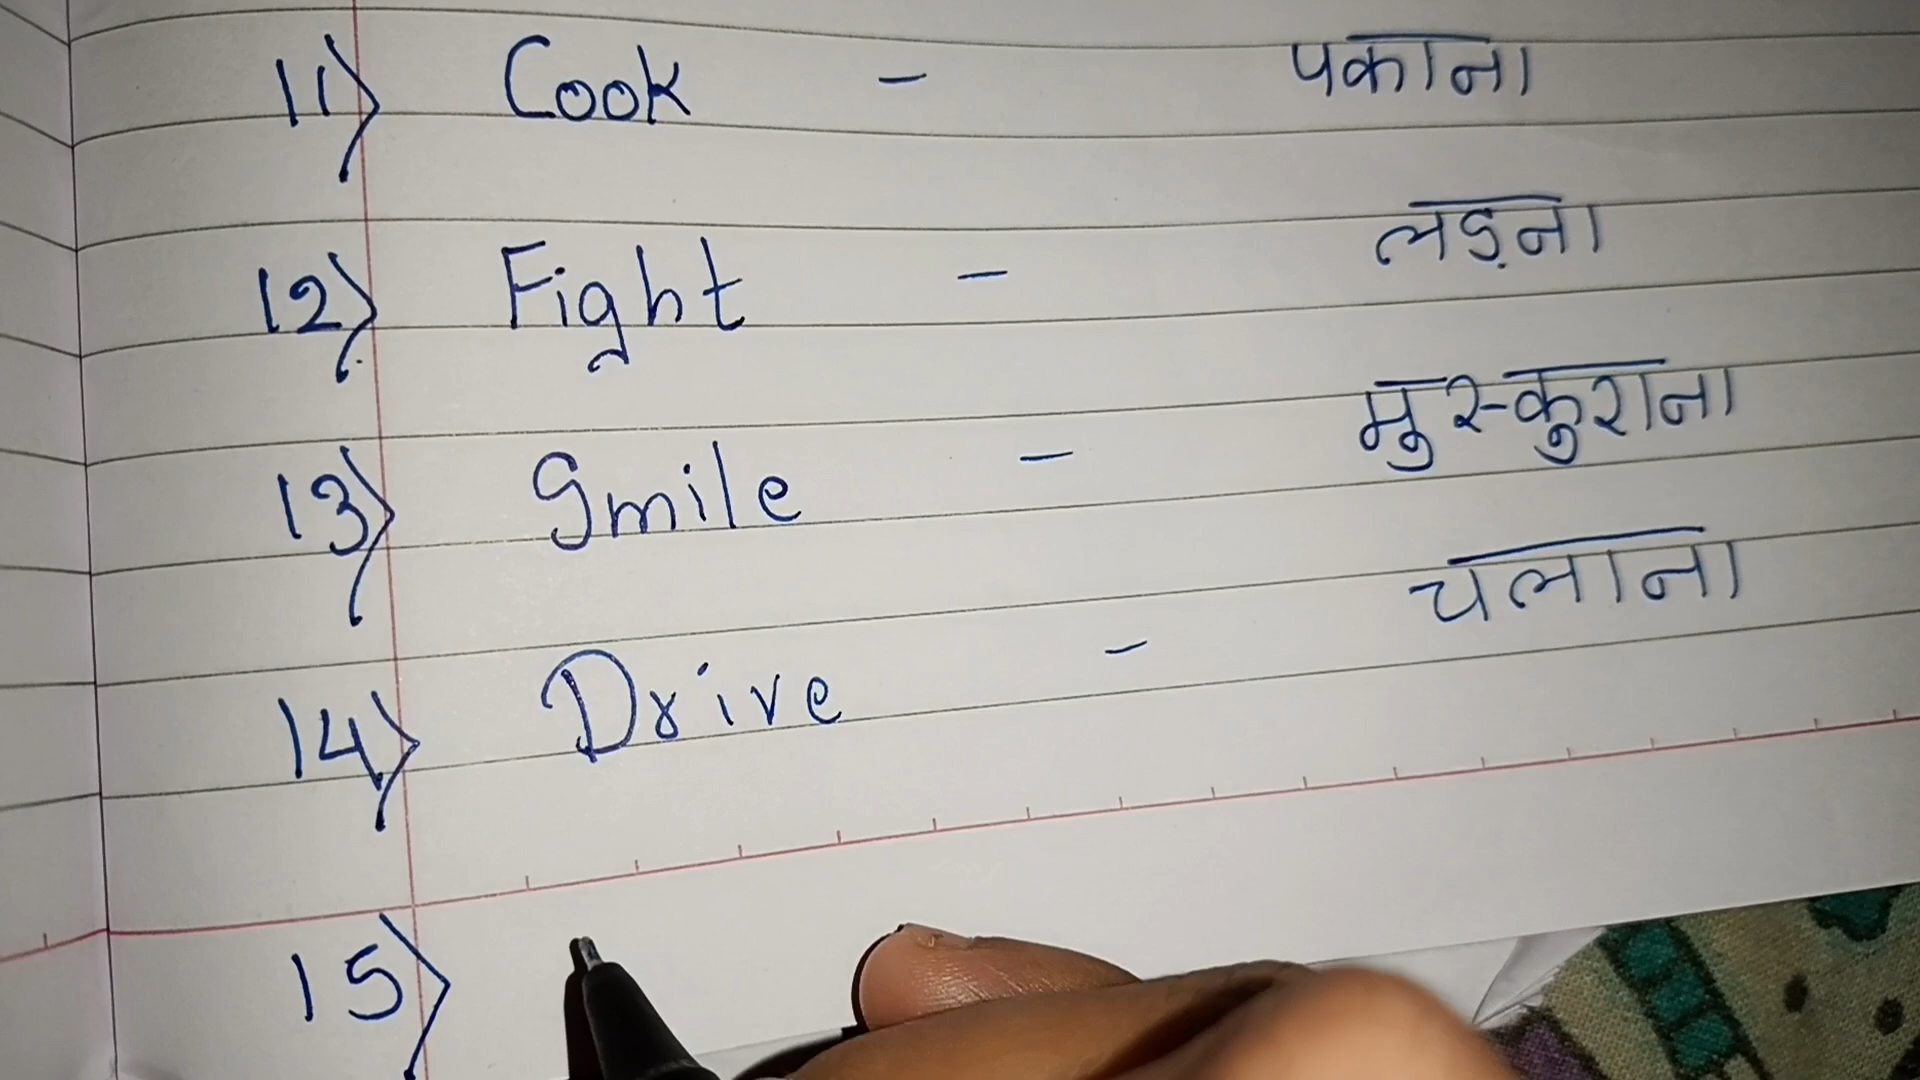 11) Cook - पकाना
12) Fight - लड़ना
13) Smile - मुस्कुराना
14) Drive - चलाना
15)